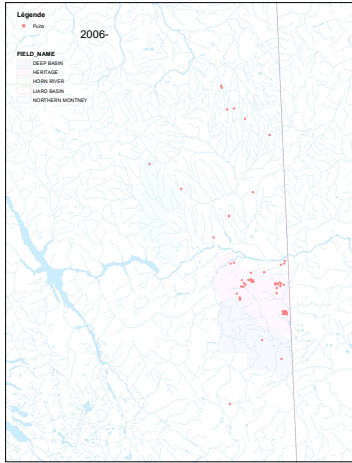 Légende
Puits
2006-
FIELD_NAME
DEEP BASIN
HERITAGE
HORN RIVER
LIARD BASIN
NORTHERN MONTNEY